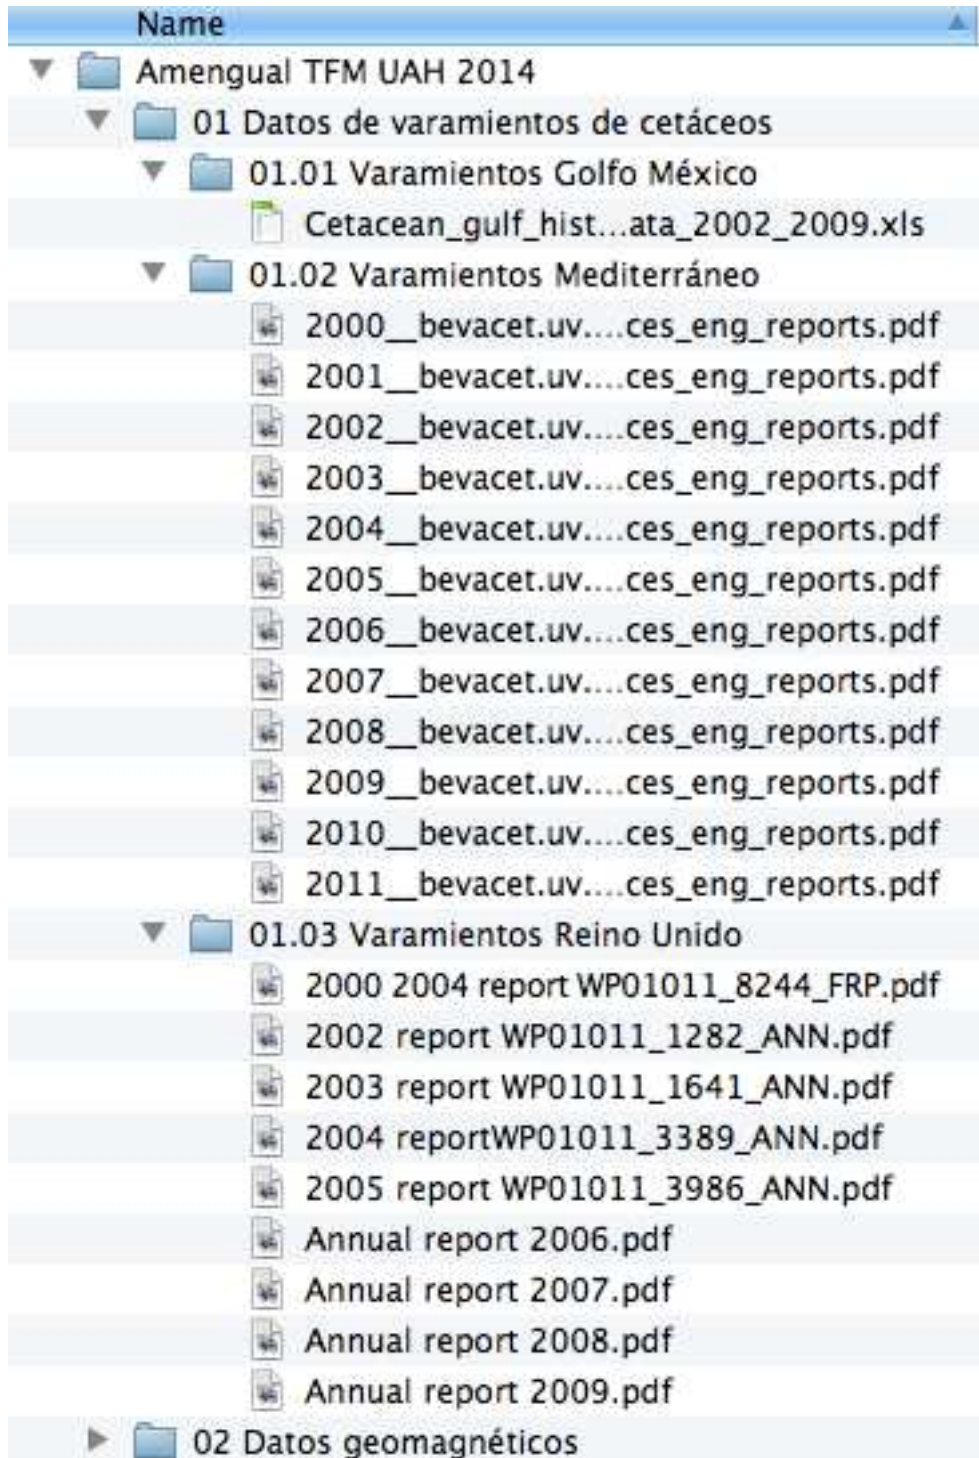 Name
Amengual TFM UAH 2014
01 Datos de varamientos de cetáceos
01.01 Varamientos Golfo México
Cetacean_gulf_hist...ata_2002_2009.xls
01.02 Varamientos Mediterráneo
2000__bevacet.uv....ces_eng_reports.pdf
2001__bevacet.uv....ces_eng_reports.pdf
2002__bevacet.uv....ces_eng_reports.pdf
2003__bevacet.uv....ces_eng_reports.pdf
2004__bevacet.uv....ces_eng_reports.pdf
2005__bevacet.uv....ces_eng_reports.pdf
2006__bevacet.uv....ces_eng_reports.pdf
2007__bevacet.uv....ces_eng_reports.pdf
2008__bevacet.uv....ces_eng_reports.pdf
2009__bevacet.uv....ces_eng_reports.pdf
2010__bevacet.uv....ces_eng_reports.pdf
2011__bevacet.uv....ces_eng_reports.pdf
01.03 Varamientos Reino Unido
2000 2004 report WP01011_8244_FRP.pdf
2002 report WP01011_1282_ANN.pdf
2003 report WP01011_1641_ANN.pdf
2004 reportWP01011_3389_ANN.pdf
2005 report WP01011_3986_ANN.pdf
Annual report 2006.pdf
Annual report 2007.pdf
Annual report 2008.pdf
Annual report 2009.pdf
02 Datos geomagnéticos